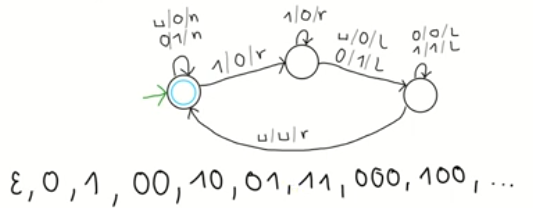 ⊔|0|n
0|1|n
1|0|r
1|0|r
⊔|0|L
0|1|L
0|0|L
1|1|L
⊔|⊔|r
ε, 0, 1, 00, 10, 01, 11, 000, 100, ...